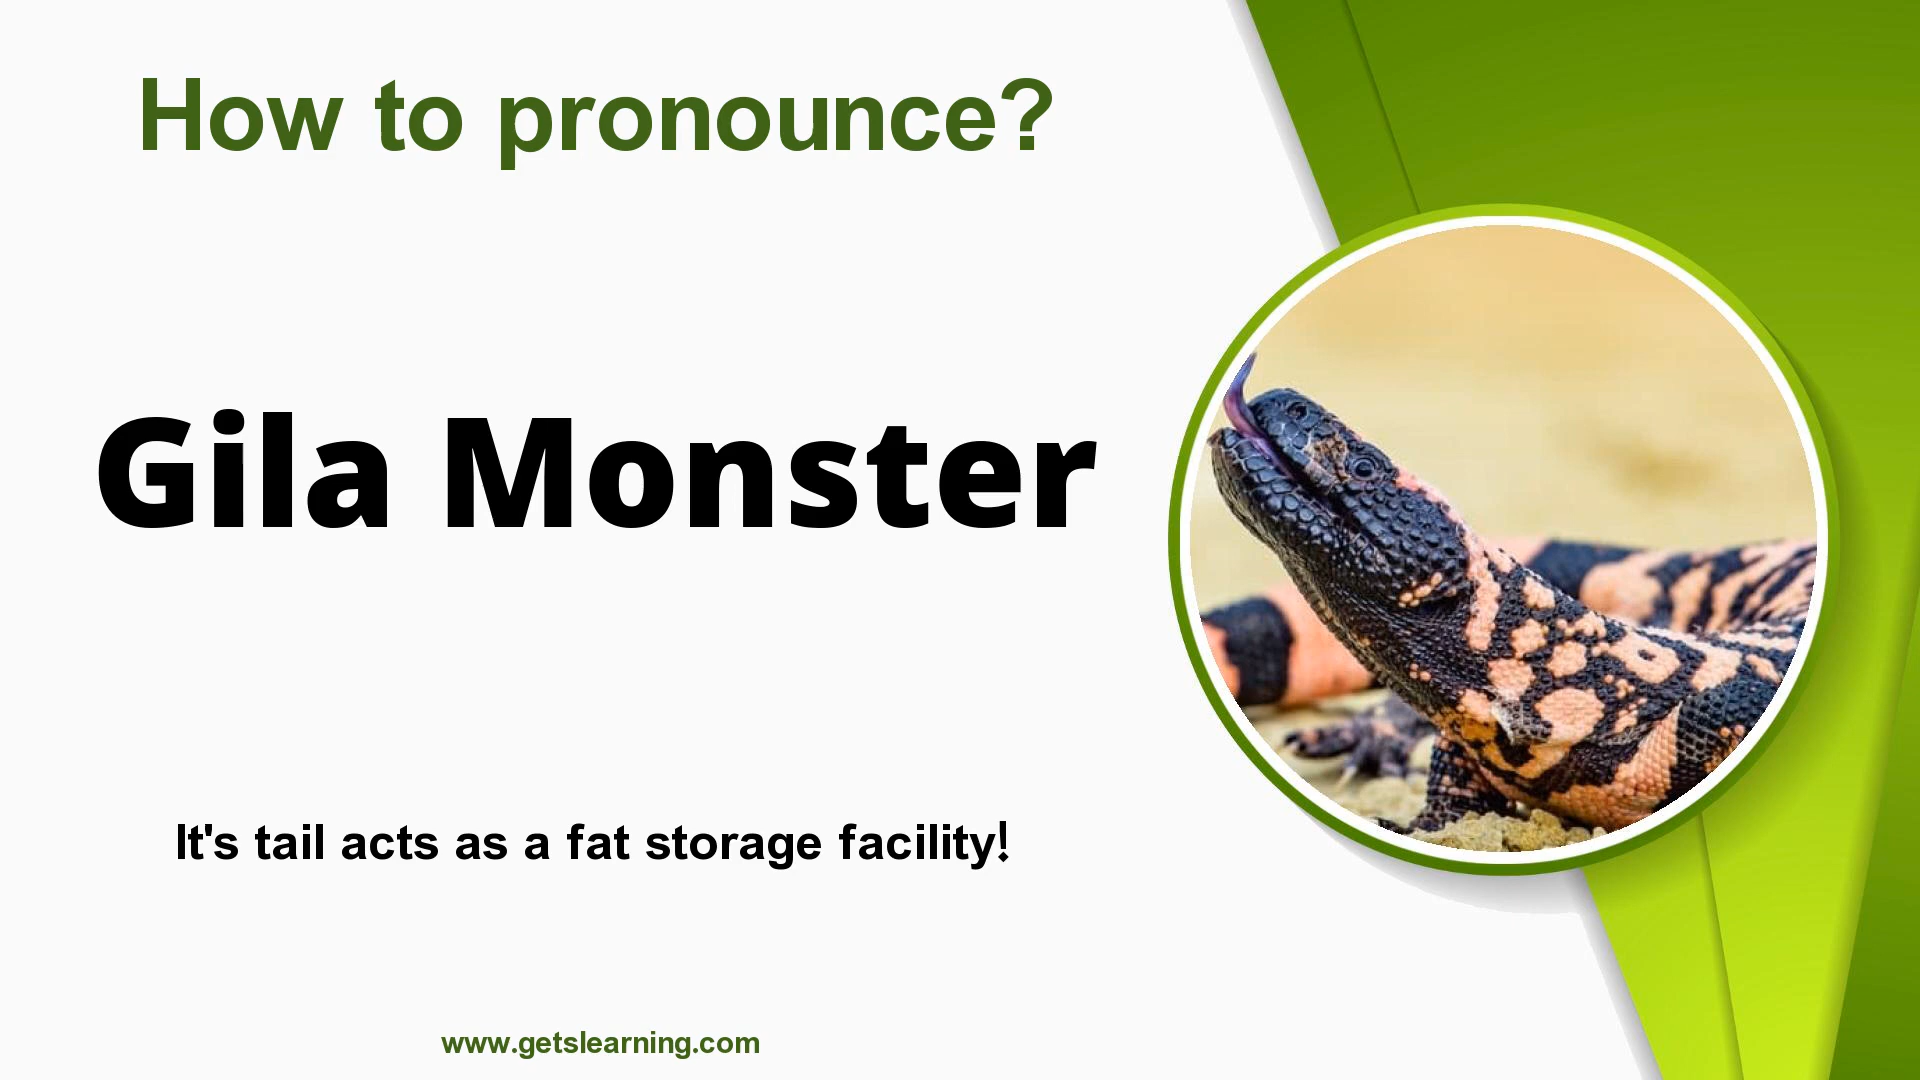 How to pronounce?
Gila Monster
It's tail acts as a fat storage facility!
www.getslearning.com